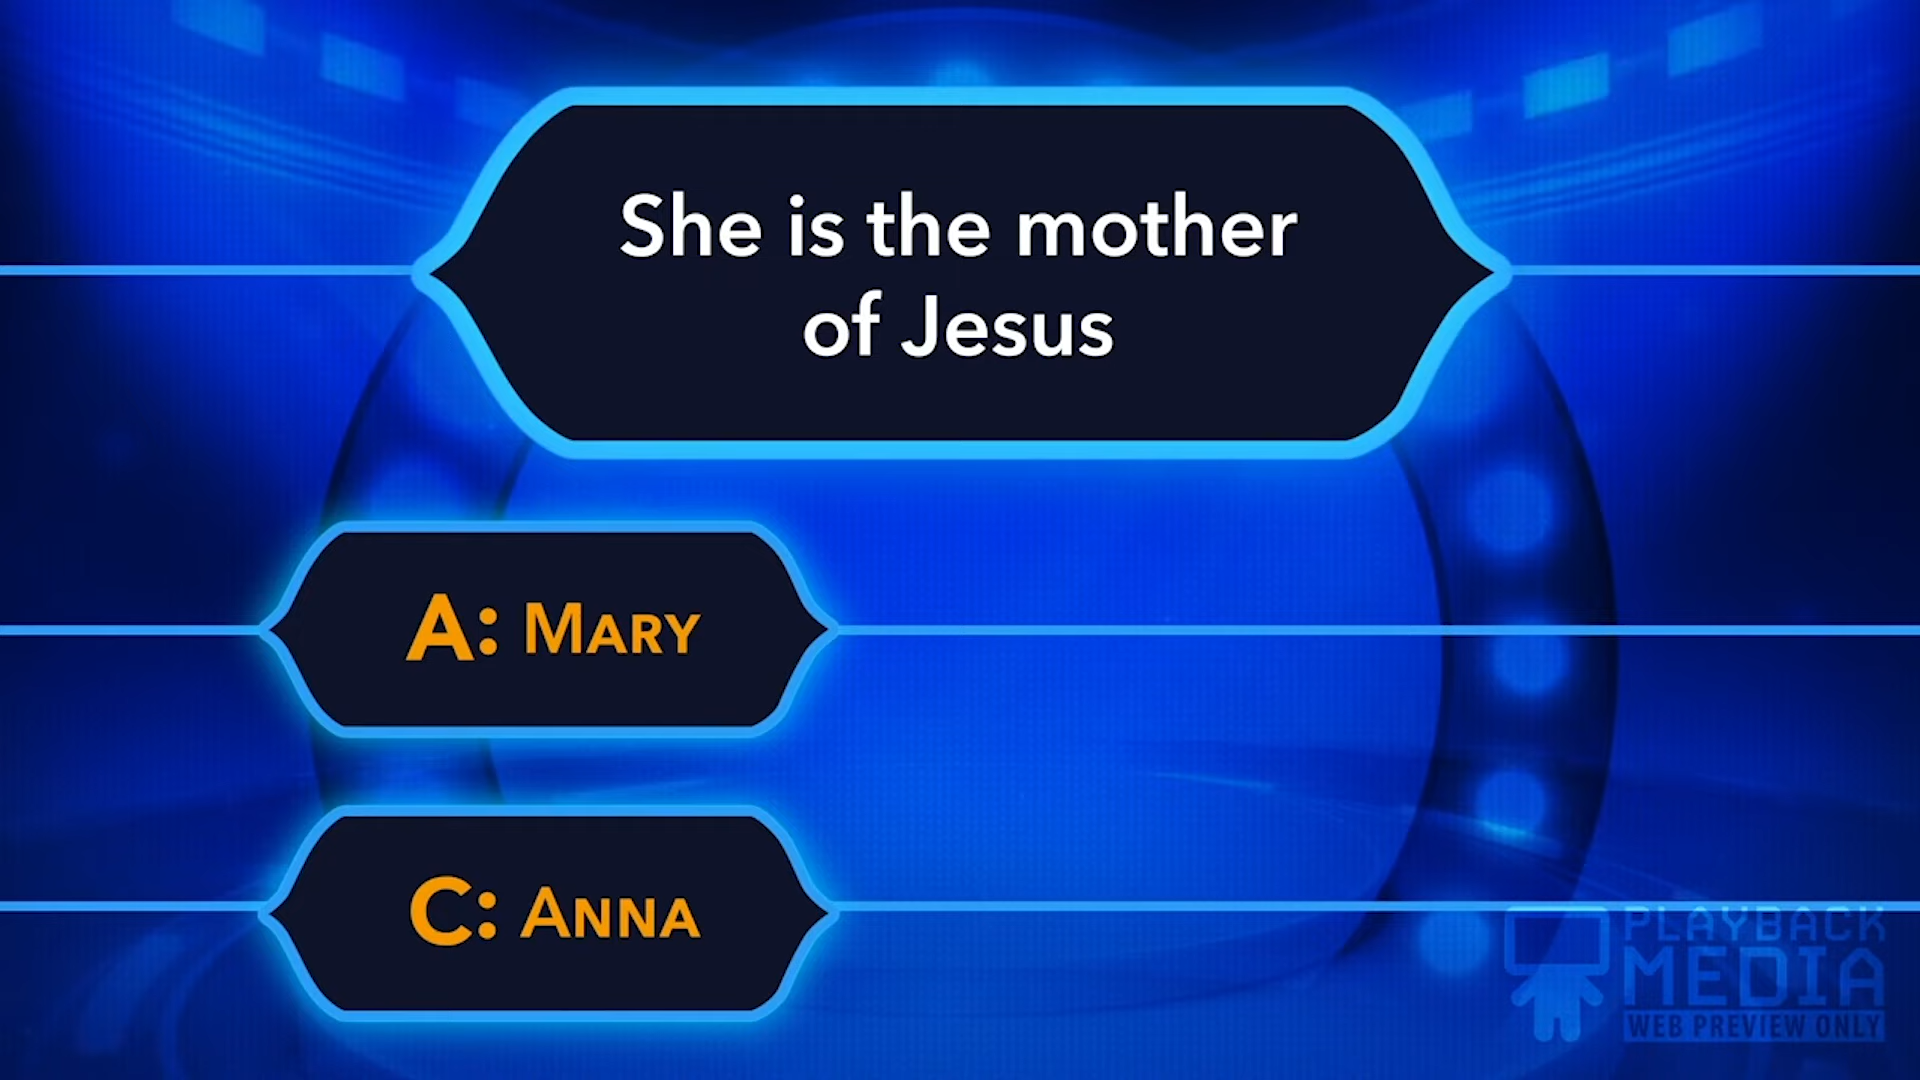 She is the mother
of Jesus
A: MARY
C: ANNA
PLAYBACK
MEDIA
WEB PREVIEW ONLY